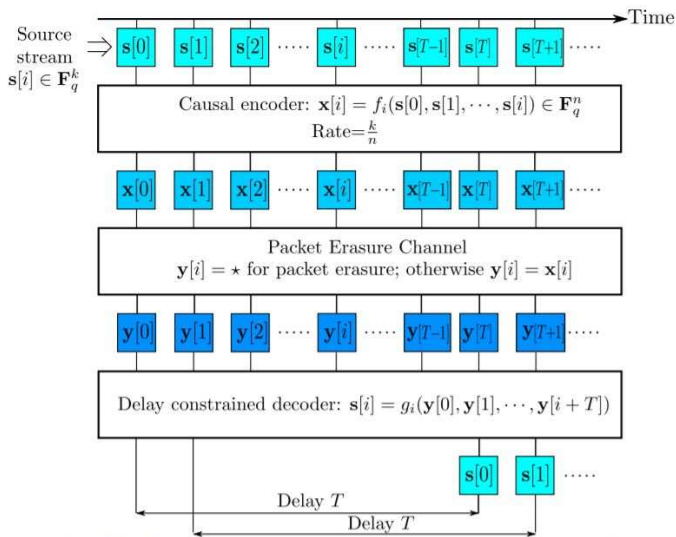 Time
Source stream s[i] ∈ F_q^k
s[0] s[1] s[2] ····· s[i] ····· s[T−1] s[T] s[T+1] ·····
Causal encoder: x[i] = f_i(s[0], s[1], · · · , s[i]) ∈ F_q^n
Rate=k/n
x[0] x[1] x[2] ····· x[i] ····· x[T−1] x[T] x[T+1] ·····
Packet Erasure Channel
y[i] = ⋆ for packet erasure; otherwise y[i] = x[i]
y[0] y[1] y[2] ····· y[i] ····· y[T−1] y[T] y[T+1] ·····
Delay constrained decoder: s[i] = g_i(y[0], y[1], · · · , y[i + T])
s[0] s[1] ·····
Delay T
Delay T